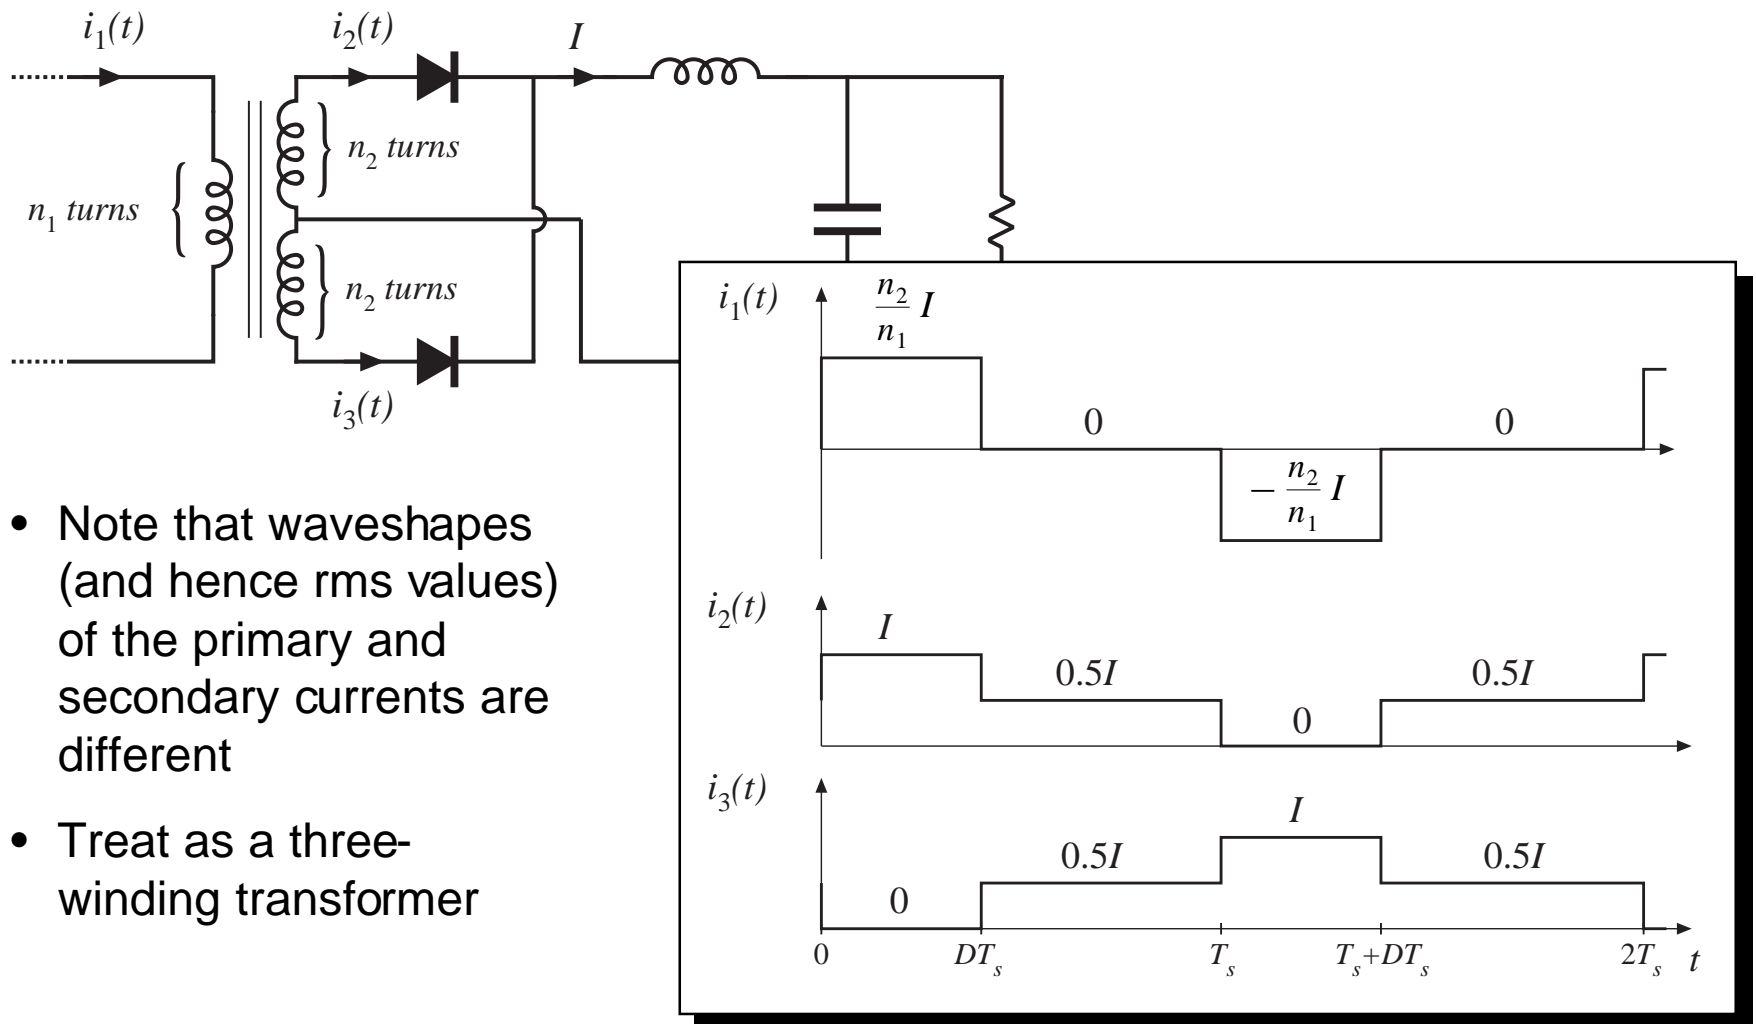 i₁(t)
i₂(t)
I
n₁ turns
n₂ turns
n₂ turns
i₃(t)
• Note that waveshapes
(and hence rms values)
of the primary and
secondary currents are
different
• Treat as a three-
winding transformer
i₁(t)
n₂/n₁ I
0
0
− n₂/n₁ I
i₂(t)
I
0.5I
0
0.5I
i₃(t)
0
0.5I
I
0.5I
0 DTₛ Tₛ Tₛ+DTₛ 2Tₛ t